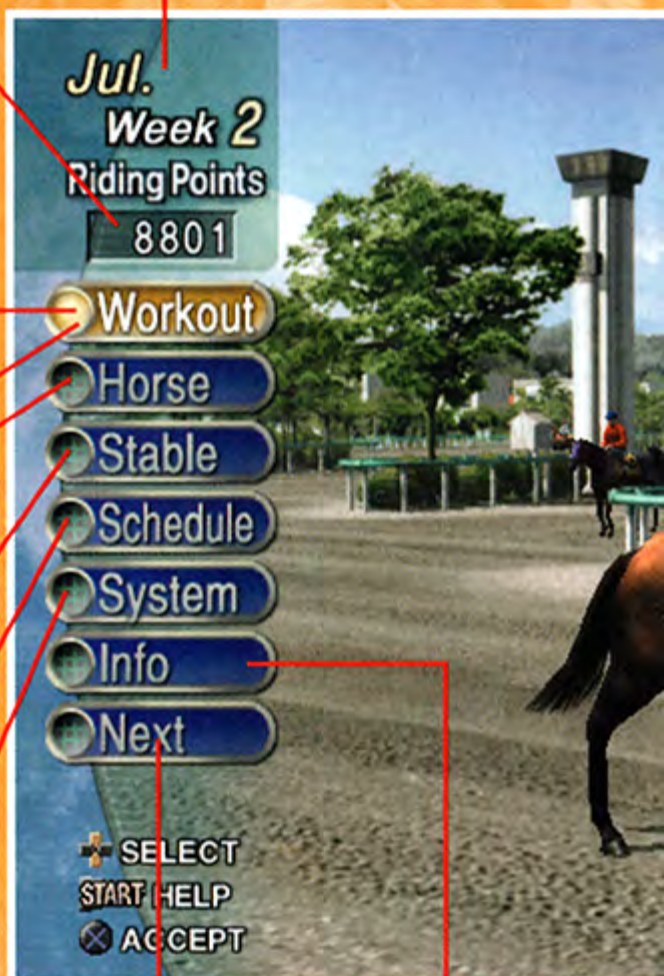 Jul.
Week 2
Riding Points
8801
Workout
Horse
Stable
Schedule
System
Info
Next
SELECT
START HELP
ACCEPT